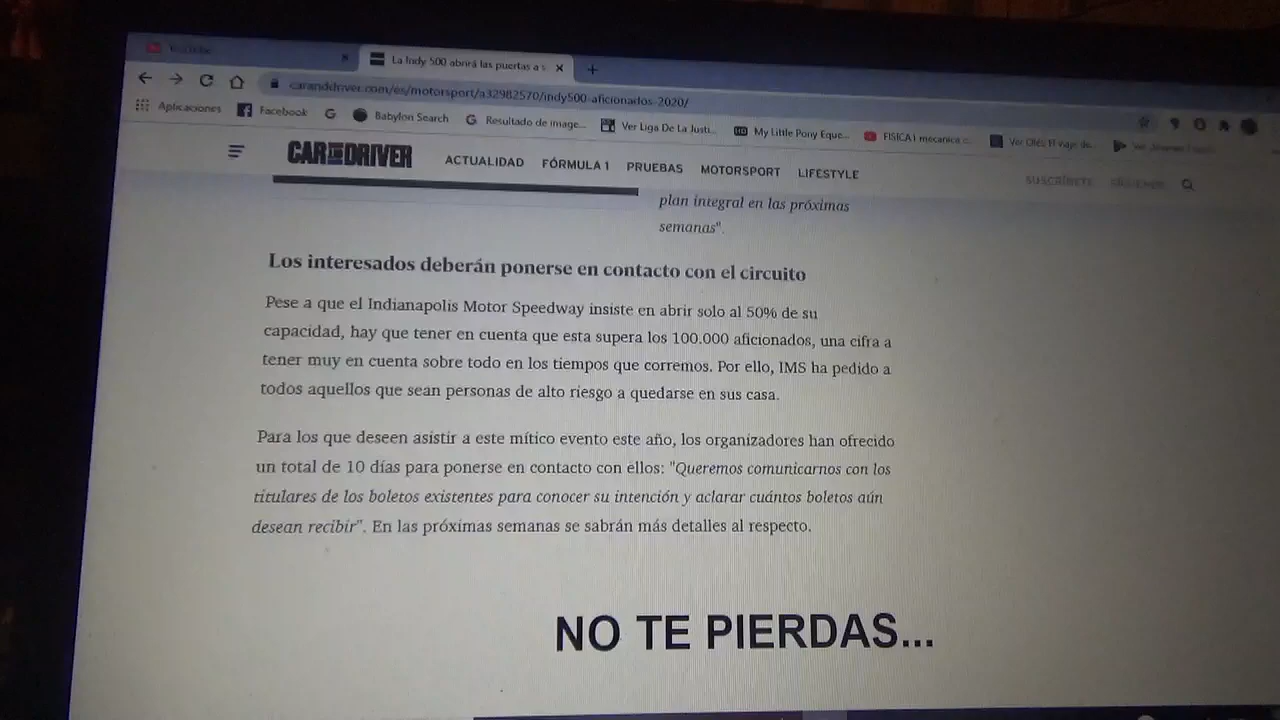 YouTube
La Indy 500 abrirá las puertas a s
caranddriver.com/es/motorsport/a32982570/indy500-aficionados-2020/
Aplicaciones Facebook Babylon Search Resultado de image... Ver Liga De La Justi... My Little Pony Eque... FISICA I mecanica c...
CAR AND DRIVER ACTUALIDAD FÓRMULA 1 PRUEBAS MOTORSPORT LIFESTYLE SUSCRÍBETE
plan integral en las próximas
semanas".
Los interesados deberán ponerse en contacto con el circuito
Pese a que el Indianapolis Motor Speedway insiste en abrir solo al 50% de su
capacidad, hay que tener en cuenta que esta supera los 100.000 aficionados, una cifra a
tener muy en cuenta sobre todo en los tiempos que corremos. Por ello, IMS ha pedido a
todos aquellos que sean personas de alto riesgo a quedarse en sus casa.
Para los que deseen asistir a este mítico evento este año, los organizadores han ofrecido
un total de 10 días para ponerse en contacto con ellos: "Queremos comunicarnos con los
titulares de los boletos existentes para conocer su intención y aclarar cuántos boletos aún
desean recibir". En las próximas semanas se sabrán más detalles al respecto.
NO TE PIERDAS...